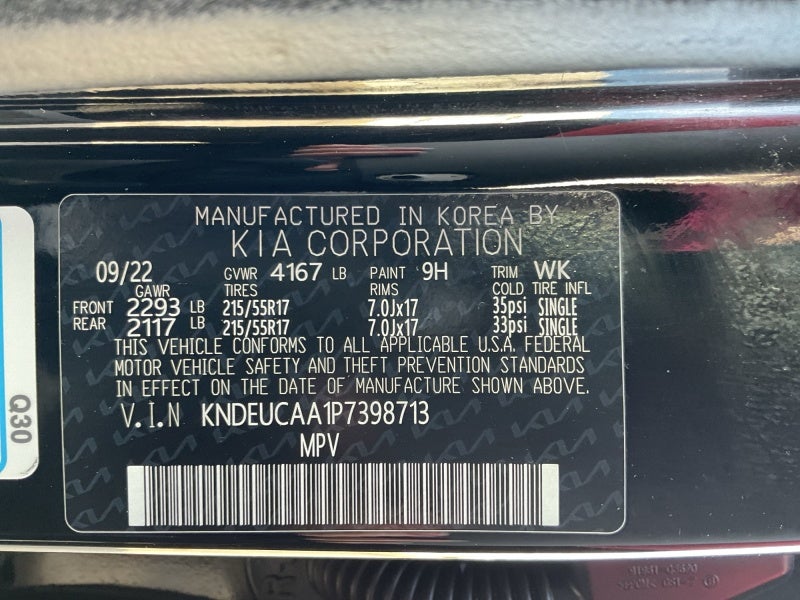 MANUFACTURED IN KOREA BY
KIA CORPORATION
09/22 GVWR 4167 LB PAINT 9H TRIM WK
GAWR TIRES RIMS COLD TIRE INFL
FRONT 2293 LB 215/55R17 7.0Jx17 35psi SINGLE
REAR 2117 LB 215/55R17 7.0Jx17 33psi SINGLE
THIS VEHICLE CONFORMS TO ALL APPLICABLE U.S.A. FEDERAL
MOTOR VEHICLE SAFETY AND THEFT PREVENTION STANDARDS
IN EFFECT ON THE DATE OF MANUFACTURE SHOWN ABOVE.
V.I.N KNDEUCAA1P7398713
MPV
Q30